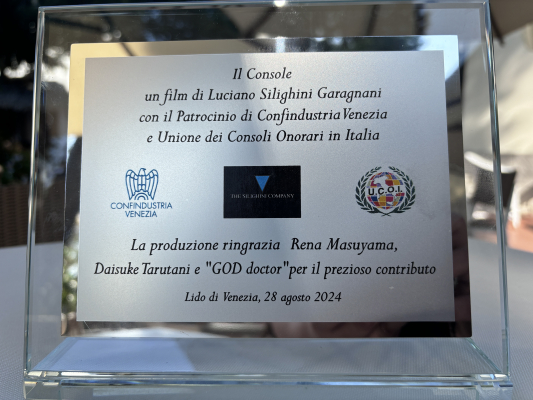 Il Console
un film di Luciano Silighini Garagnani
con il Patrocinio di Confindustria Venezia
e Unione dei Consoli Onorari in Italia
CONFINDUSTRIA
VENEZIA
THE SILIGHINI COMPANY
U.C.O.I.
La produzione ringrazia Rena Masuyama,
Daisuke Tarutani e "GOD doctor"per il prezioso contributo
Lido di Venezia, 28 agosto 2024